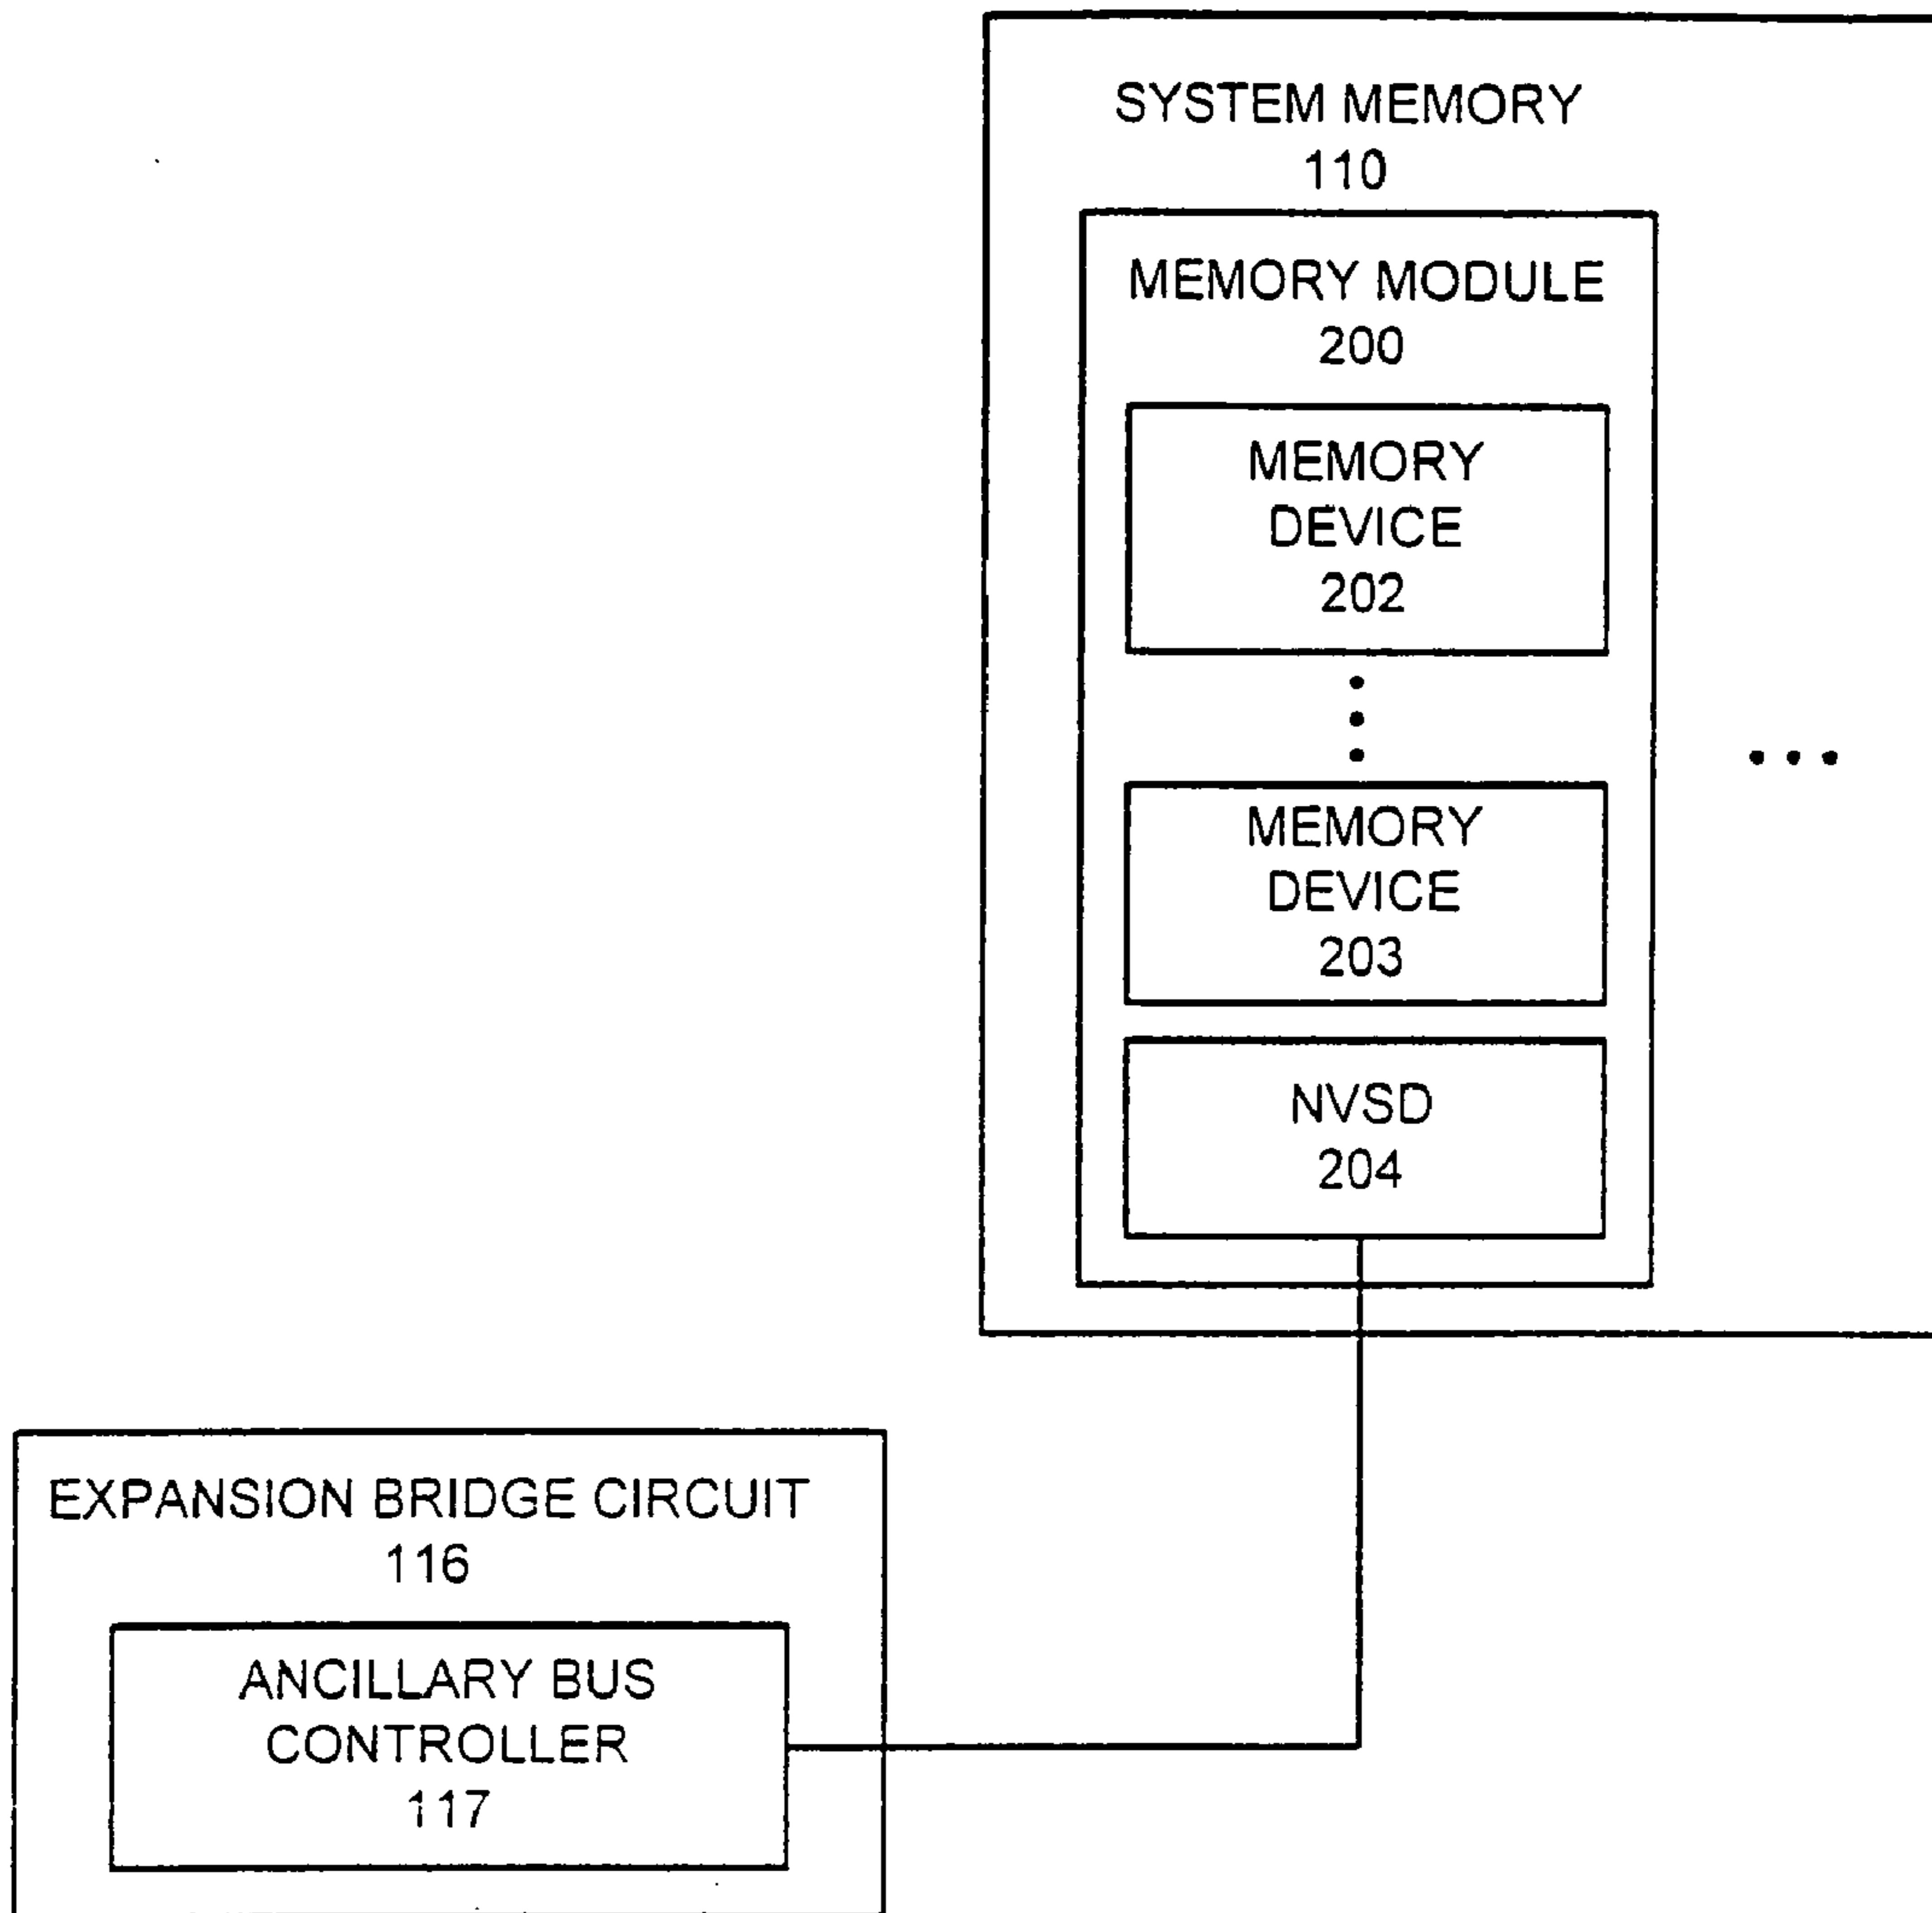 SYSTEM MEMORY
110
MEMORY MODULE
200
MEMORY
DEVICE
202
MEMORY
DEVICE
203
NVSD
204
EXPANSION BRIDGE CIRCUIT
116
ANCILLARY BUS
CONTROLLER
117